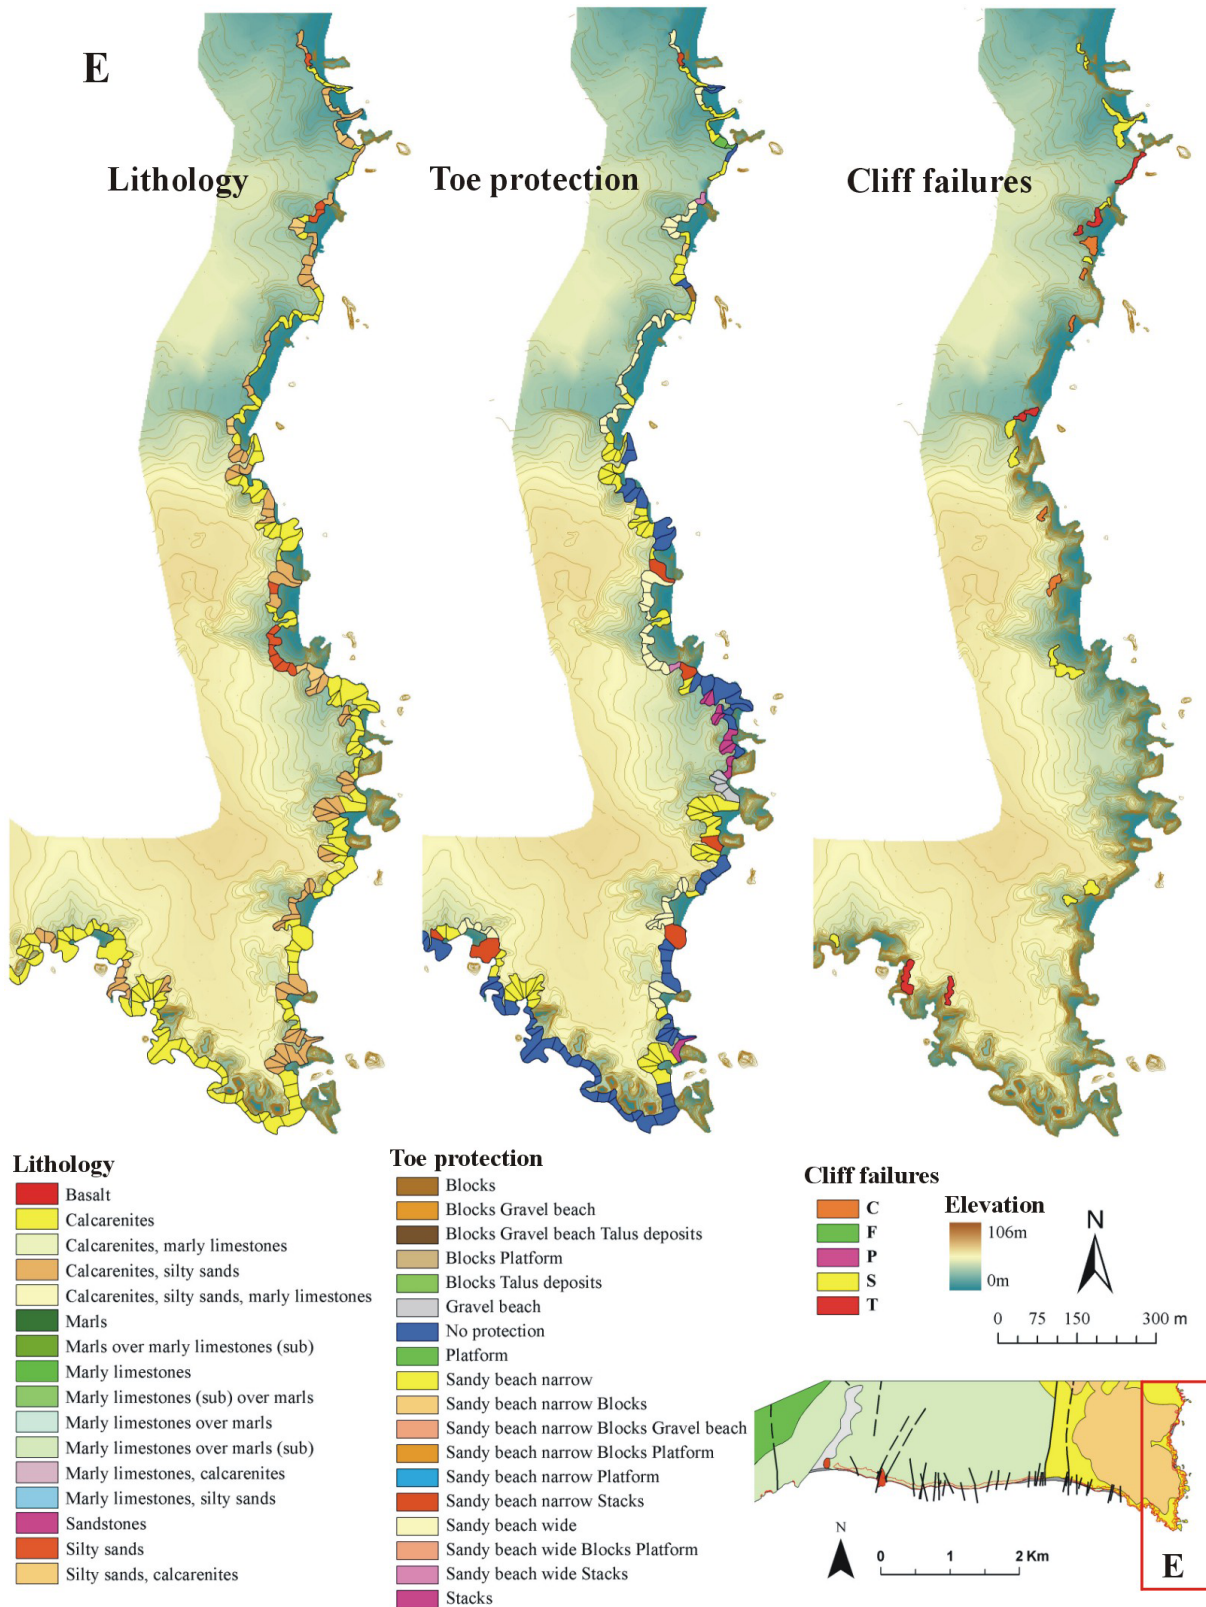 E
Lithology
Toe protection
Cliff failures
Lithology
Basalt
Calcarenites
Calcarenites, marly limestones
Calcarenites, silty sands
Calcarenites, silty sands, marly limestones
Marls
Marls over marly limestones (sub)
Marly limestones
Marly limestones (sub) over marls
Marly limestones over marls
Marly limestones over marls (sub)
Marly limestones, calcarenites
Marly limestones, silty sands
Sandstones
Silty sands
Silty sands, calcarenites
Toe protection
Blocks
Blocks Gravel beach
Blocks Gravel beach Talus deposits
Blocks Platform
Blocks Talus deposits
Gravel beach
No protection
Platform
Sandy beach narrow
Sandy beach narrow Blocks
Sandy beach narrow Blocks Gravel beach
Sandy beach narrow Blocks Platform
Sandy beach narrow Platform
Sandy beach narrow Stacks
Sandy beach wide
Sandy beach wide Blocks Platform
Sandy beach wide Stacks
Stacks
Cliff failures
C
F
P
S
T
Elevation
106m
0m
N
0 75 150 300 m
N
0 1 2 Km
E